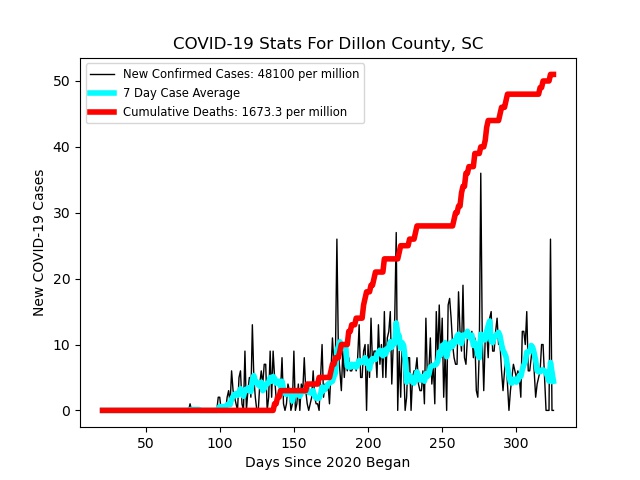 COVID-19 Stats For Dillon County, SC
New Confirmed Cases: 48100 per million
7 Day Case Average
Cumulative Deaths: 1673.3 per million
New COVID-19 Cases
50
40
30
20
10
0
50 100 150 200 250 300
Days Since 2020 Began